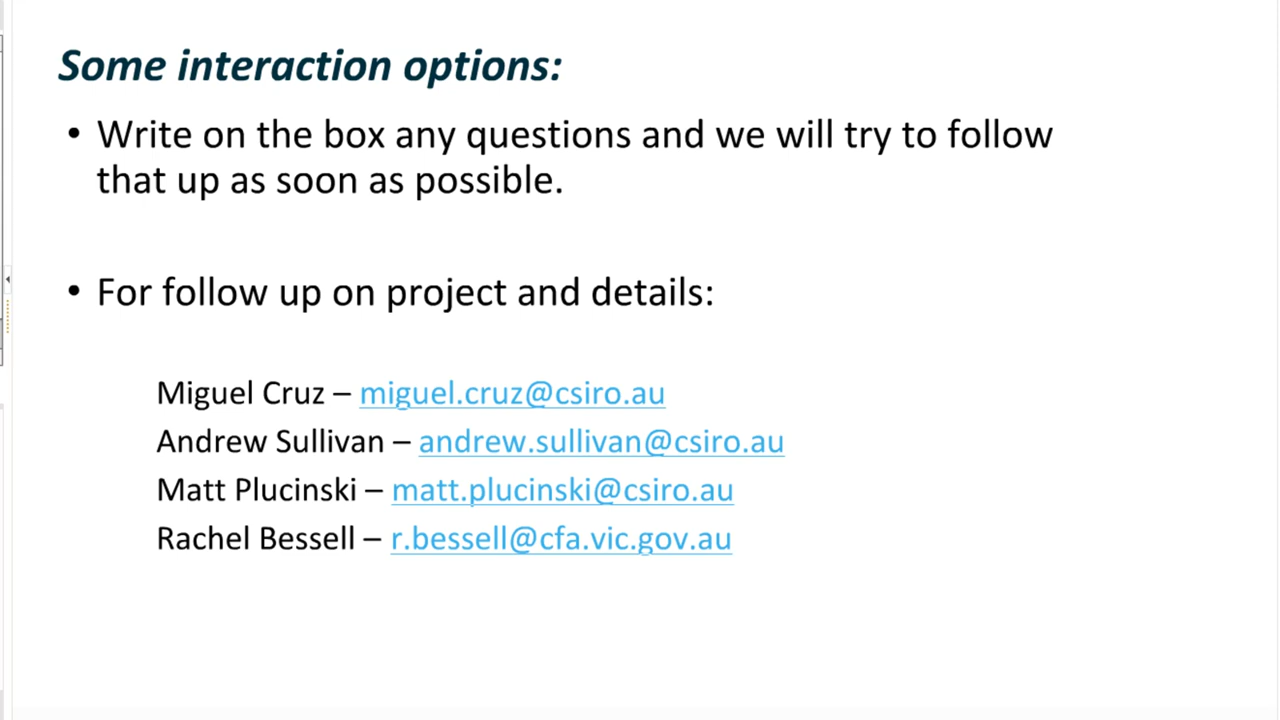 Some interaction options:
• Write on the box any questions and we will try to follow
that up as soon as possible.
• For follow up on project and details:
Miguel Cruz – miguel.cruz@csiro.au
Andrew Sullivan – andrew.sullivan@csiro.au
Matt Plucinski – matt.plucinski@csiro.au
Rachel Bessell – r.bessell@cfa.vic.gov.au